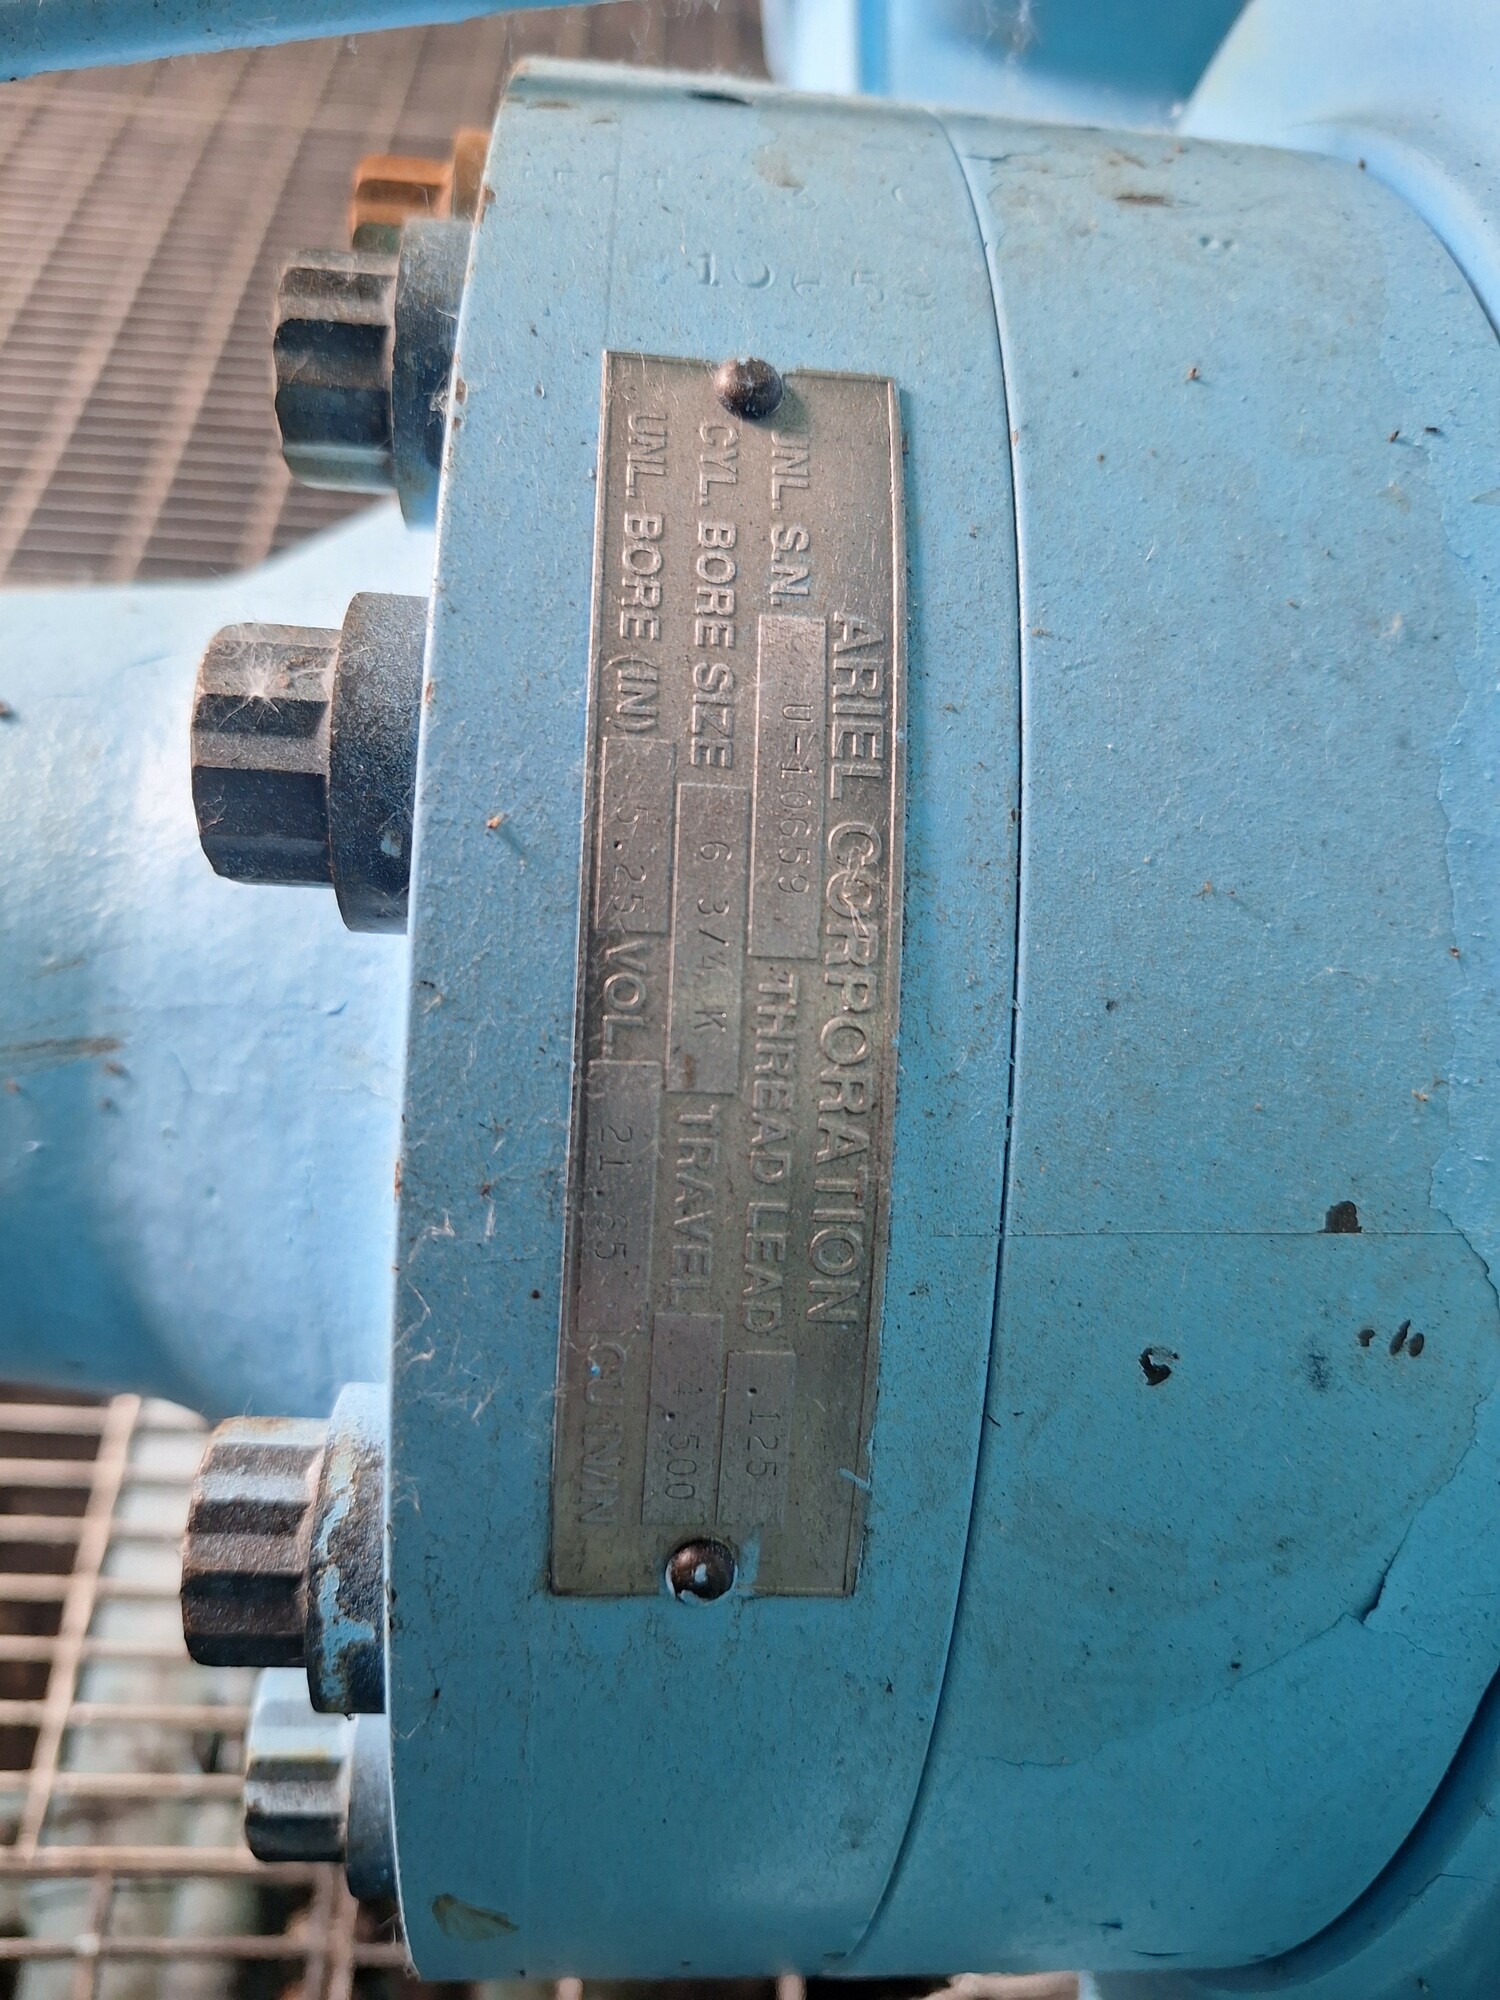 ARIEL CORPORATION
UNL. S.N. U-10659 THREAD LEAD .125
CYL. BORE SIZE 6 3/4 K TRAVEL 4.500
UNL. BORE (IN) 5.25 VOL. 21.65 CU.IN/IN